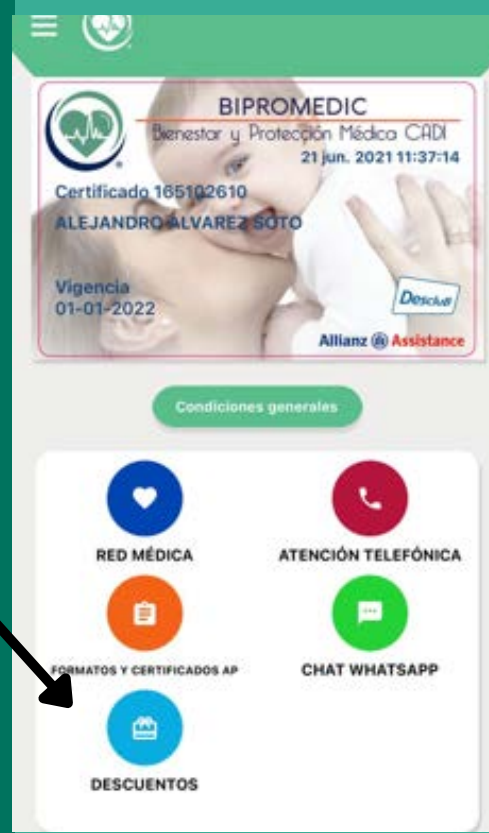 BIPROMEDIC
Bienestar y Protección Médica CADI
21 jun. 2021 11:37:14
Certificado 165102610
ALEJANDRO ALVAREZ SOTO
Vigencia
01-01-2022
Desclub
Allianz Assistance
Condiciones generales
RED MÉDICA
ATENCIÓN TELEFÓNICA
FORMATOS Y CERTIFICADOS AP
CHAT WHATSAPP
DESCUENTOS